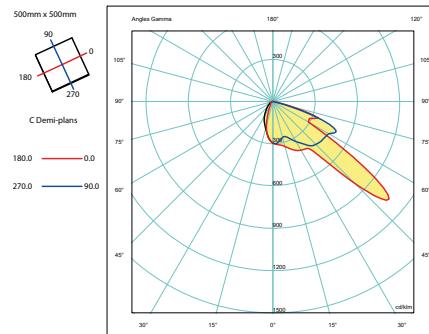 500mm x 500mm
90
0
180
270
C Demi-plans
180.0 0.0
270.0 90.0
Angles Gamma 180° 120°
300
105° 105°
90° 90°
75° 75°
300
60° 60°
600
45° 900 45°
1200
cd/klm
1500
30° 15° 0° 15° 30°